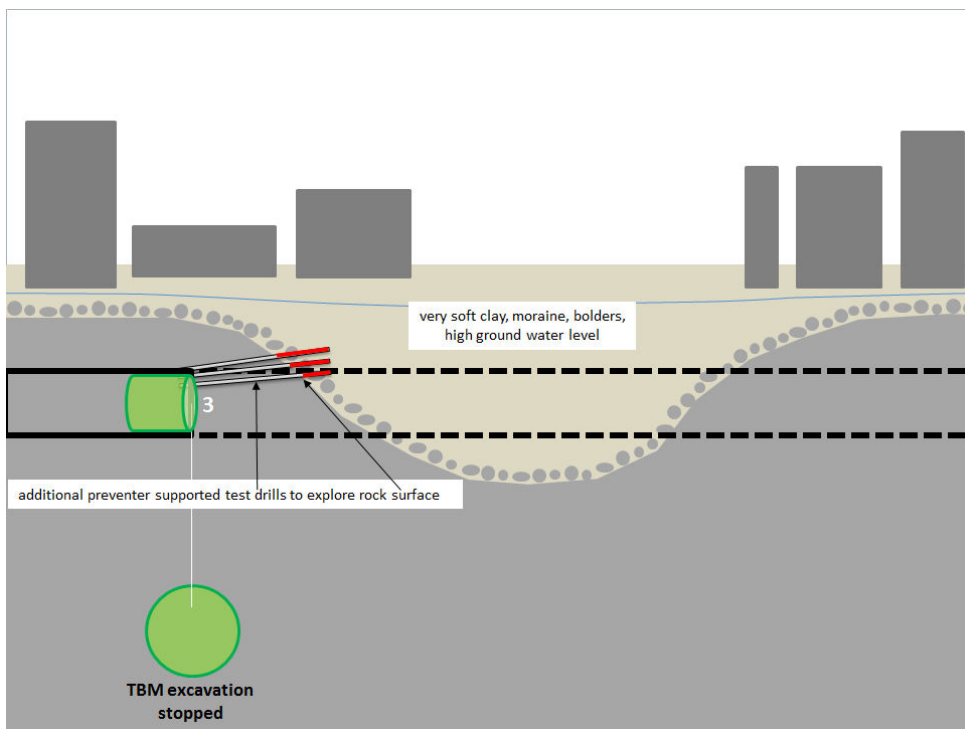 very soft clay, moraine, bolders,
high ground water level
3
additional preventer supported test drills to explore rock surface
TBM excavation
stopped